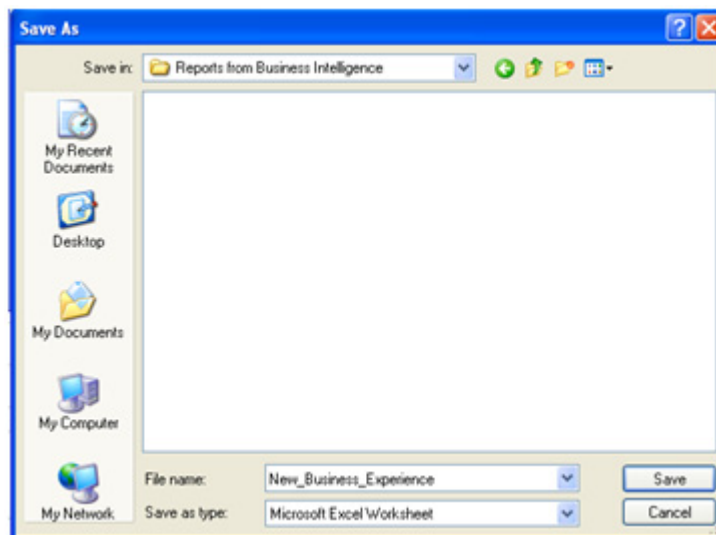 Save As
Save in: Reports from Business Intelligence
My Recent
Documents
Desktop
My Documents
My Computer
My Network
File name: New_Business_Experience Save
Save as type: Microsoft Excel Worksheet Cancel